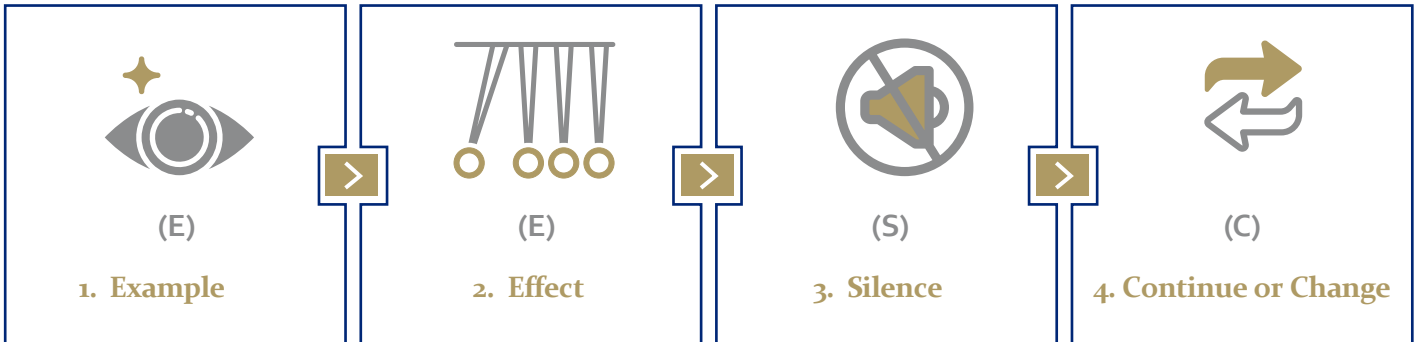 (E)
1. Example
(E)
2. Effect
(S)
3. Silence
(C)
4. Continue or Change